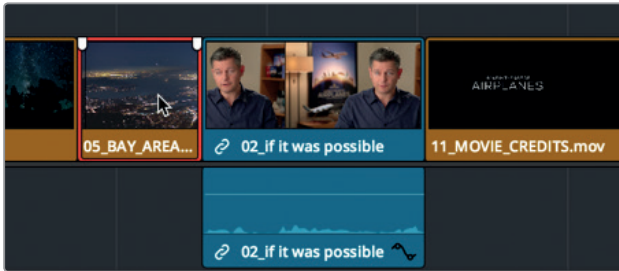 AIRPLANES
05_BAY_AREA...
02_if it was possible
11_MOVIE_CREDITS.mov
02_if it was possible